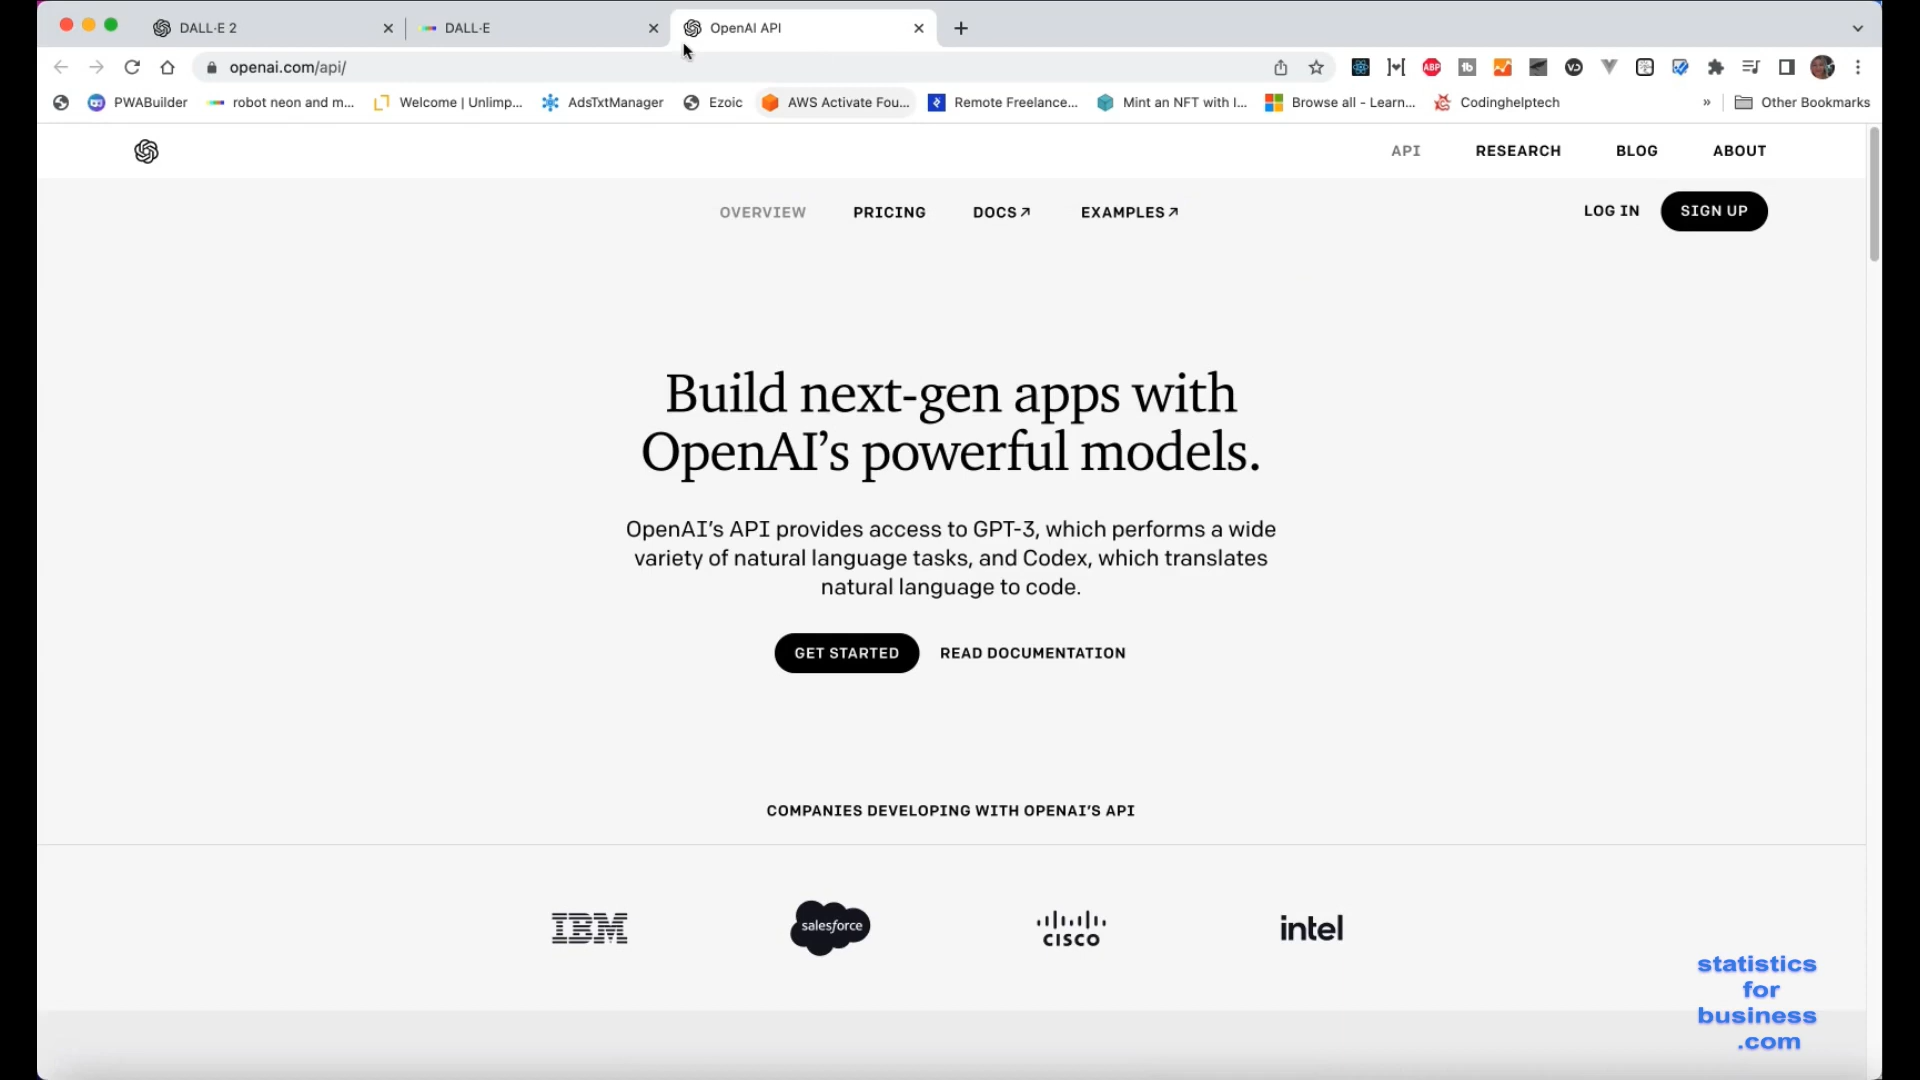 DALL·E 2
DALL·E
OpenAI API
openai.com/api/
ABP
tb
PWABuilder
robot neon and m...
Welcome | Unlimp...
AdsTxtManager
Ezoic
AWS Activate Fou...
Remote Freelance...
Mint an NFT with I...
Browse all - Learn...
Codinghelptech
»
Other Bookmarks
API
RESEARCH
BLOG
ABOUT
OVERVIEW
PRICING
DOCS↗
EXAMPLES↗
LOG IN
SIGN UP
Build next-gen apps with
OpenAI’s powerful models.
OpenAI’s API provides access to GPT-3, which performs a wide
variety of natural language tasks, and Codex, which translates
natural language to code.
GET STARTED
READ DOCUMENTATION
COMPANIES DEVELOPING WITH OPENAI’S API
IBM
salesforce
CISCO
intel
statistics
for
business
.com